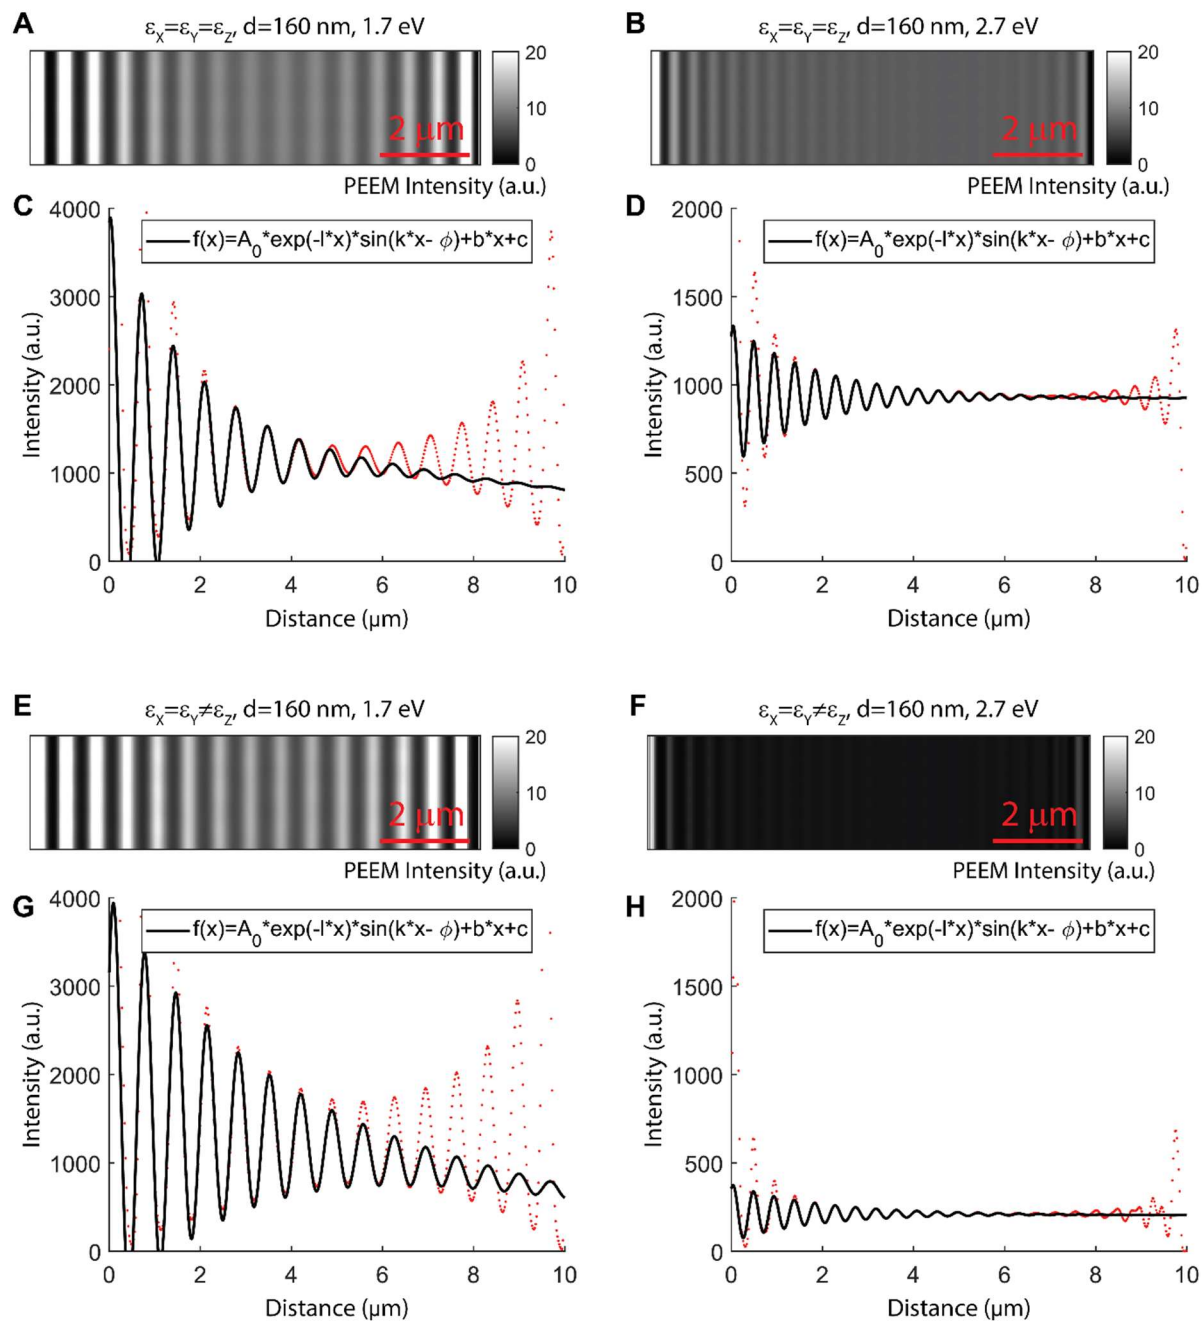 A
εX=εY=εZ, d=160 nm, 1.7 eV
20
10
0
2 μm
PEEM Intensity (a.u.)
B
εX=εY=εZ, d=160 nm, 2.7 eV
20
10
0
2 μm
PEEM Intensity (a.u.)
C
f(x)=A0*exp(-l*x)*sin(k*x- ϕ)+b*x+c
Intensity (a.u.)
4000
3000
2000
1000
0
0 2 4 6 8 10
Distance (μm)
D
f(x)=A0*exp(-l*x)*sin(k*x- ϕ)+b*x+c
Intensity (a.u.)
2000
1500
1000
500
0
0 2 4 6 8 10
Distance (μm)
E
εX=εY≠εZ, d=160 nm, 1.7 eV
20
10
0
2 μm
PEEM Intensity (a.u.)
F
εX=εY≠εZ, d=160 nm, 2.7 eV
20
10
0
2 μm
PEEM Intensity (a.u.)
G
f(x)=A0*exp(-l*x)*sin(k*x- ϕ)+b*x+c
Intensity (a.u.)
4000
3000
2000
1000
0
0 2 4 6 8 10
Distance (μm)
H
f(x)=A0*exp(-l*x)*sin(k*x- ϕ)+b*x+c
Intensity (a.u.)
2000
1500
1000
500
0
0 2 4 6 8 10
Distance (μm)